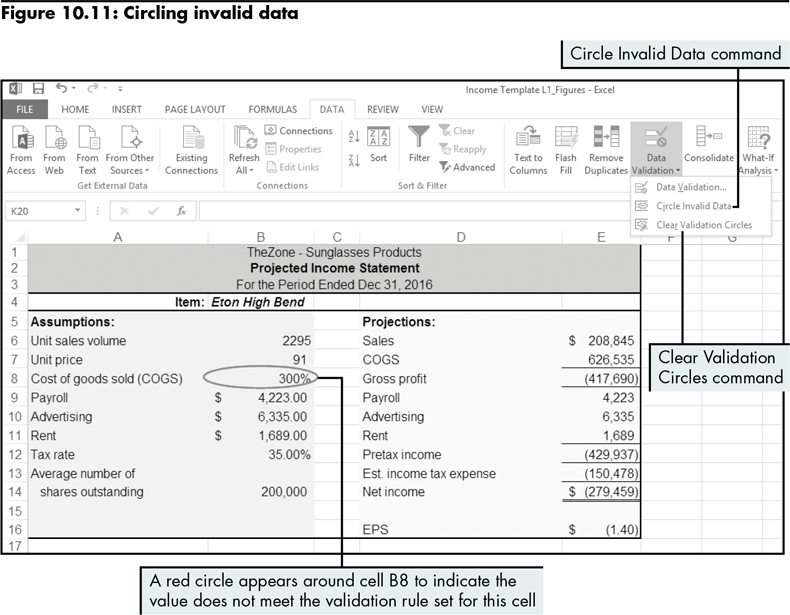 Figure 10.11: Circling invalid data
Circle Invalid Data command
Income Template L1_Figures - Excel
FILE HOME INSERT PAGE LAYOUT FORMULAS DATA REVIEW VIEW
From Access
From Web
From Text
From Other Sources
Existing Connections
Get External Data
Refresh All
Connections
Properties
Edit Links
Connections
Sort
Filter
Clear
Reapply
Advanced
Sort & Filter
Text to Columns
Flash Fill
Remove Duplicates
Data Validation
Consolidate
What-If Analysis
Data Validation...
Circle Invalid Data
Clear Validation Circles
K20 fx
A B C D E F G
1 TheZone - Sunglasses Products
2 Projected Income Statement
3 For the Period Ended Dec 31, 2016
4 Item: Eton High Bend
5 Assumptions: Projections:
6 Unit sales volume 2295 Sales $ 208,845
7 Unit price 91 COGS 626,535
8 Cost of goods sold (COGS) 300% Gross profit (417,690)
9 Payroll $ 4,223.00 Payroll 4,223
10 Advertising $ 6,335.00 Advertising 6,335
11 Rent $ 1,689.00 Rent 1,689
12 Tax rate 35.00% Pretax income (429,937)
13 Average number of Est. income tax expense (150,478)
14 shares outstanding 200,000 Net income $ (279,459)
15
16 EPS $ (1.40)
17
Clear Validation
Circles command
A red circle appears around cell B8 to indicate the
value does not meet the validation rule set for this cell